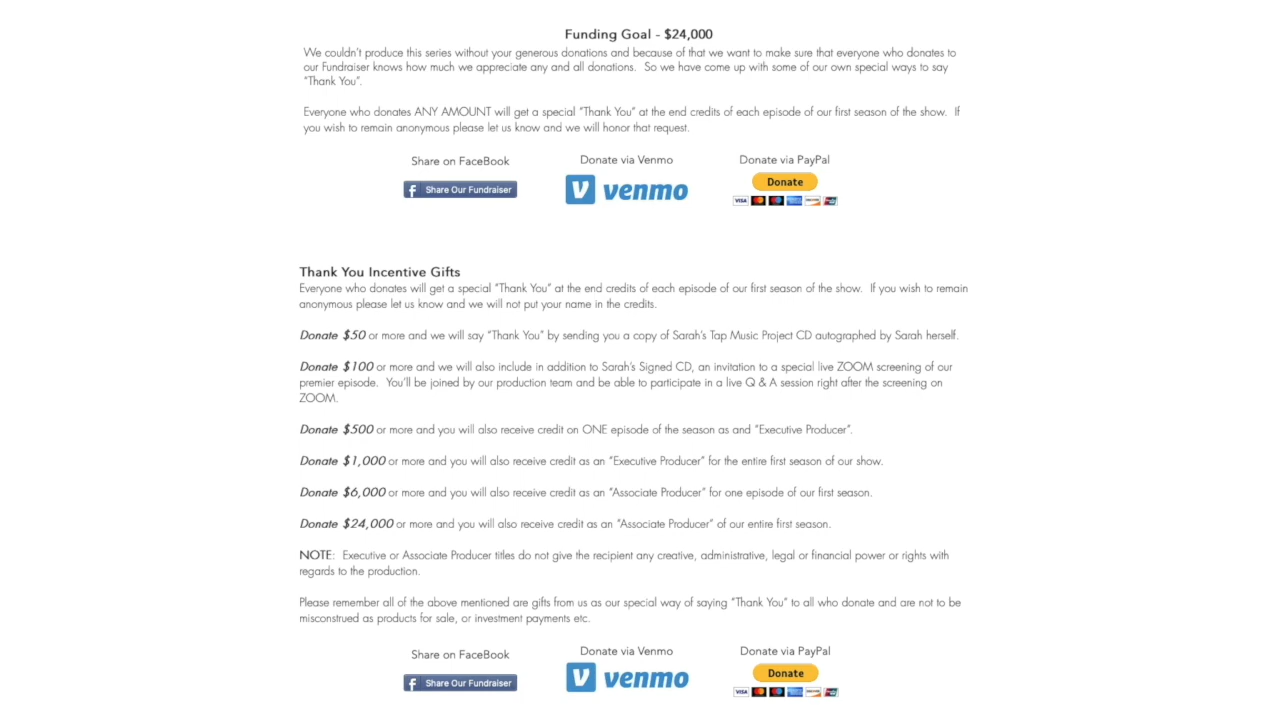 Funding Goal - $24,000
We couldn't produce this series without your generous donations and because of that we want to make sure that everyone who donates to
our Fundraiser knows how much we appreciate any and all donations.  So we have come up with some of our own special ways to say
"Thank You".
Everyone who donates ANY AMOUNT will get a special "Thank You" at the end credits of each episode of our first season of the show.  If
you wish to remain anonymous please let us know and we will honor that request.
Share on FaceBook
Donate via Venmo
Donate via PayPal
f Share Our Fundraiser
V venmo
Donate
VISA
Thank You Incentive Gifts
Everyone who donates will get a special "Thank You" at the end credits of each episode of our first season of the show.  If you wish to remain
anonymous please let us know and we will not put your name in the credits.
Donate $50 or more and we will say "Thank You" by sending you a copy of Sarah's Tap Music Project CD autographed by Sarah herself.
Donate $100 or more and we will also include in addition to Sarah's Signed CD, an invitation to a special live ZOOM screening of our
premier episode.  You'll be joined by our production team and be able to participate in a live Q & A session right after the screening on
ZOOM.
Donate $500 or more and you will also receive credit on ONE episode of the season as and "Executive Producer".
Donate $1,000 or more and you will also receive credit as an "Executive Producer" for the entire first season of our show.
Donate $6,000 or more and you will also receive credit as an "Associate Producer" for one episode of our first season.
Donate $24,000 or more and you will also receive credit as an "Associate Producer" of our entire first season.
NOTE:  Executive or Associate Producer titles do not give the recipient any creative, administrative, legal or financial power or rights with
regards to the production.
Please remember all of the above mentioned are gifts from us as our special way of saying "Thank You" to all who donate and are not to be
misconstrued as products for sale, or investment payments etc.
Share on FaceBook
Donate via Venmo
Donate via PayPal
f Share Our Fundraiser
V venmo
Donate
VISA